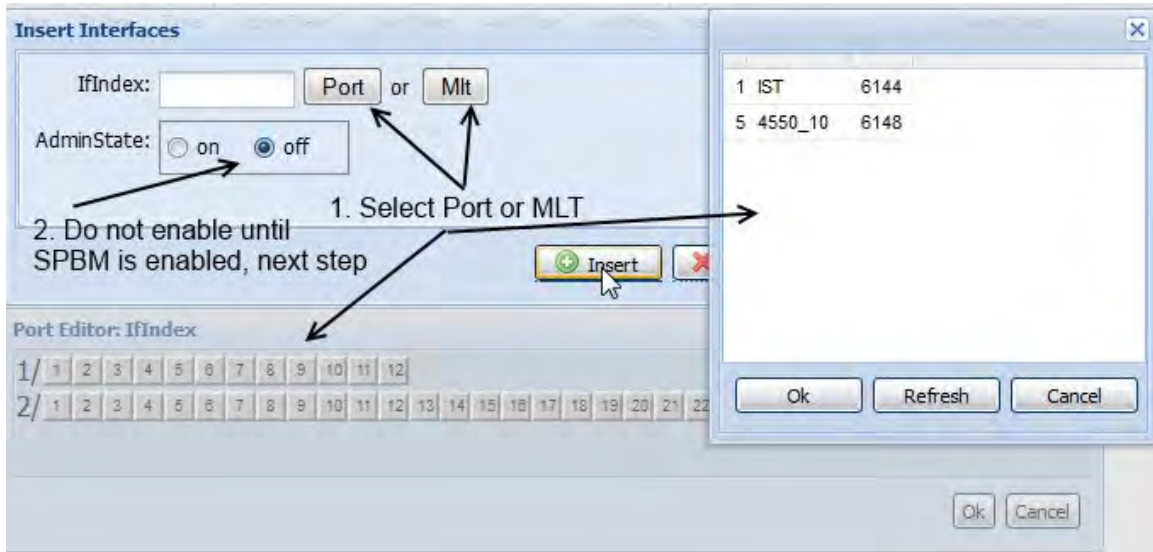 Insert Interfaces
IfIndex: Port or Mlt
AdminState: on off
1. Select Port or MLT
2. Do not enable until
SPBM is enabled, next step
Insert
1 IST 6144
5 4550_10 6148
Ok Refresh Cancel
Port Editor: IfIndex
1/ 1 2 3 4 5 6 7 8 9 10 11 12
2/ 1 2 3 4 5 6 7 8 9 10 11 12 13 14 15 16 17 18 19 20 21 22
Ok Cancel